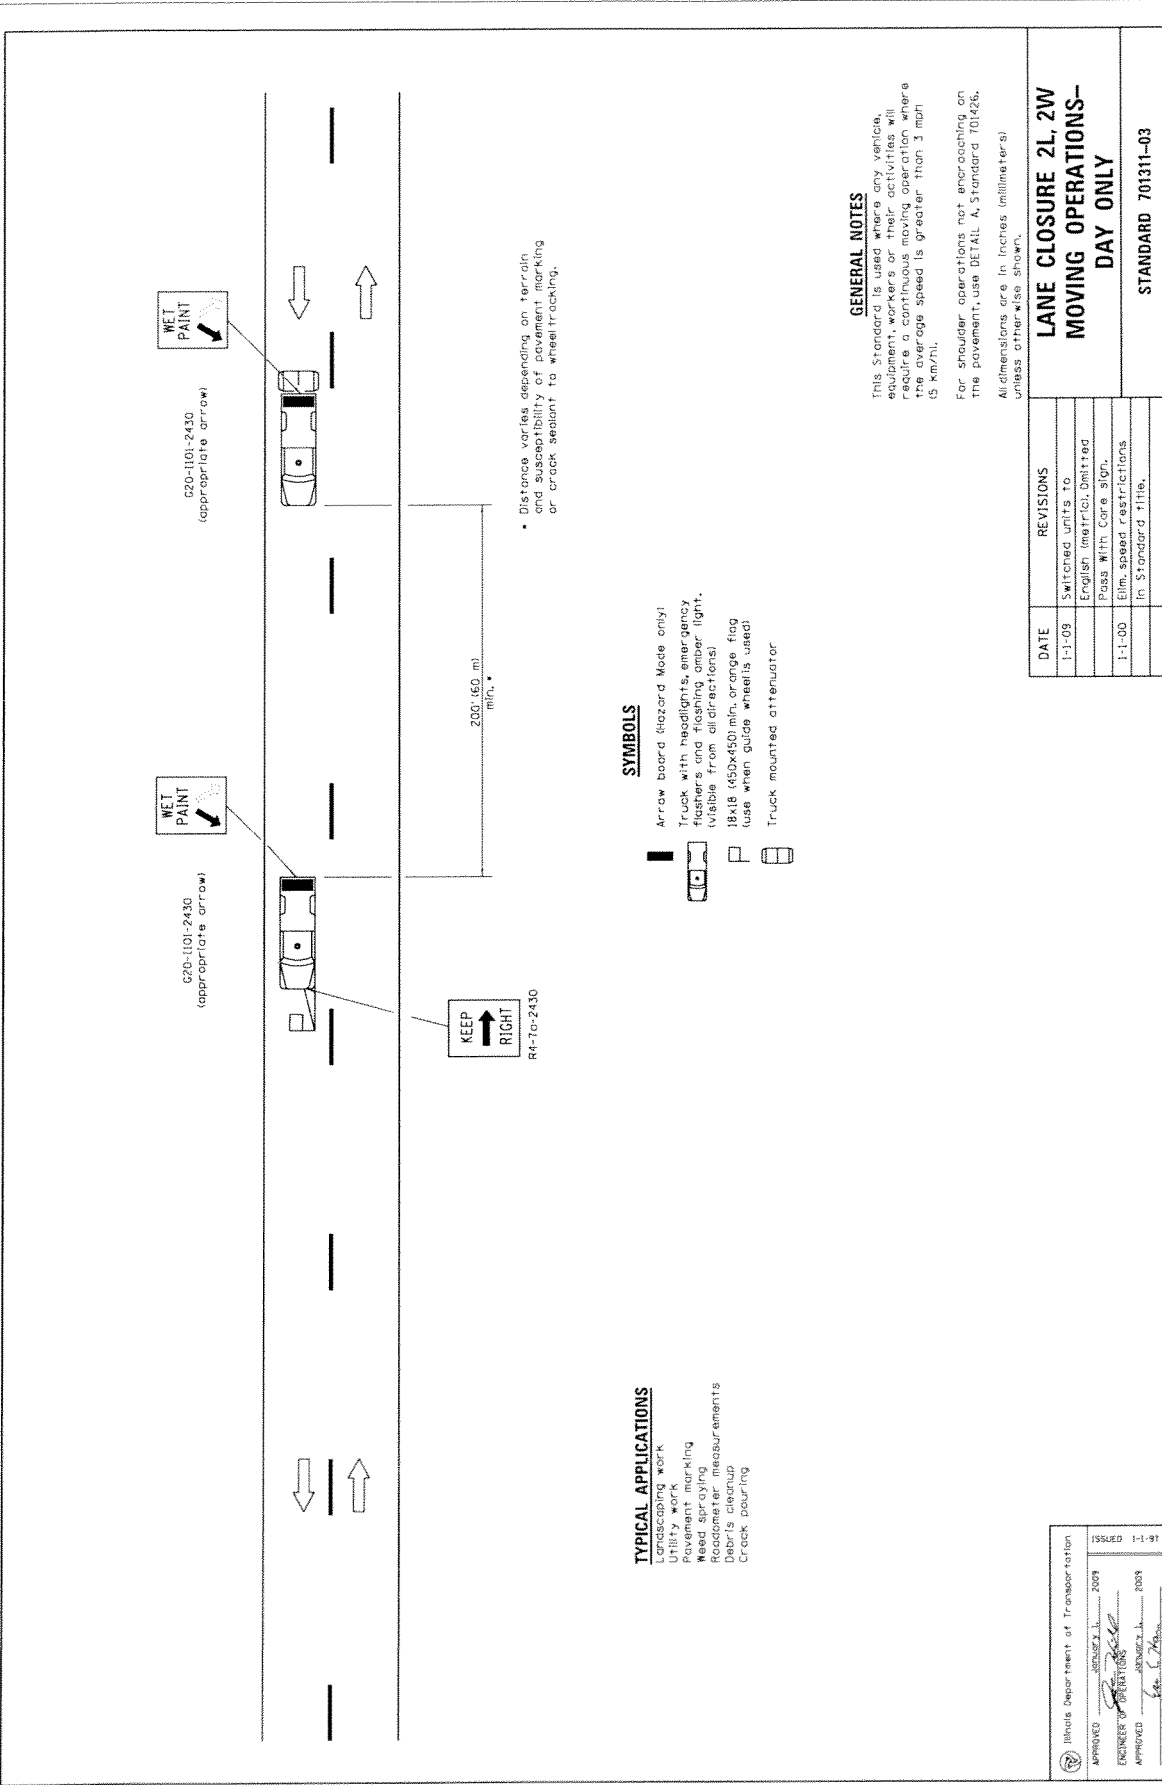 G20-I101-2430
(appropriate arrow)
WET
PAINT
G20-I101-2430
(appropriate arrow)
WET
PAINT
KEEP
RIGHT
R4-7a-2430
200' (60 m)
min. *
* Distance varies depending on terrain
and susceptibility of pavement marking
or crack sealant to wheel tracking.
TYPICAL APPLICATIONS
Landscaping work
Utility work
Pavement marking
Weed spraying
Roadometer measurements
Debris cleanup
Crack pouring
SYMBOLS
Arrow board (Hazard Mode only)
Truck with headlights, emergency
flashers and flashing amber light.
(visible from all directions)
18x18 (450x450) min. orange flag
(use when guide wheel is used)
Truck mounted attenuator
GENERAL NOTES
This Standard is used where any vehicle,
equipment, workers or their activities will
require a continuous moving operation where
the average speed is greater than 3 mph
(5 km/h).
For shoulder operations not encroaching on
the pavement, use DETAIL A, Standard 701426.
All dimensions are in inches (millimeters)
unless otherwise shown.
Illinois Department of Transportation
APPROVED January 1, 2009
ENGINEER OF OPERATIONS
APPROVED January 1, 2009
ISSUED 1-1-97
DATE REVISIONS
1-1-09 Switched units to
English (metric). Omitted
Pass With Care sign.
1-1-00 Elim. speed restrictions
in Standard title.
LANE CLOSURE 2L, 2W
MOVING OPERATIONS–
DAY ONLY
STANDARD 701311–03